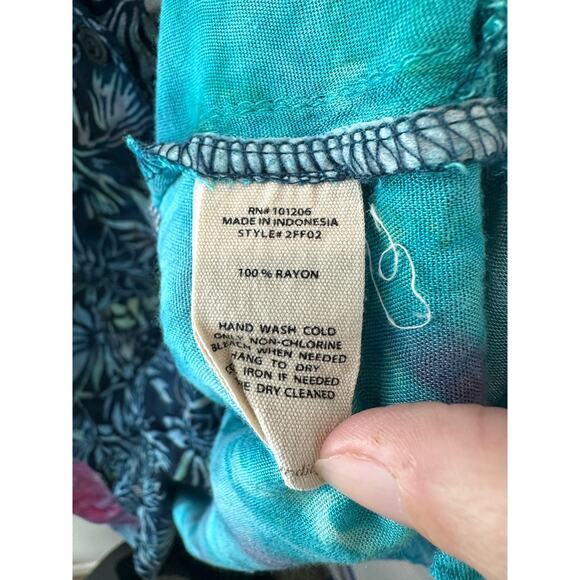 RN# 101206
MADE IN INDONESIA
STYLE# 2FF02
100 % RAYON
HAND WASH COLD
ONLY NON-CHLORINE
BLEACH WHEN NEEDED
HANG TO DRY
IRON IF NEEDED
DRY CLEANED